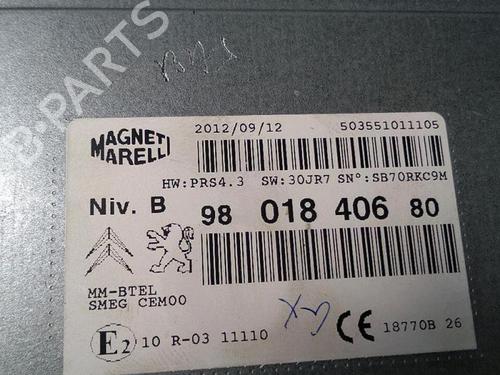 B-PARTS
MAGNETI
MARELLI
2012/09/12 503551011105
HW:PRS4.3 SW:30JR7 SN°:SB70RKC9M
Niv. B 98 018 406 80
MM-BTEL
SMEG CEM00
E2 10 R-03 11110 CE 18770B 26